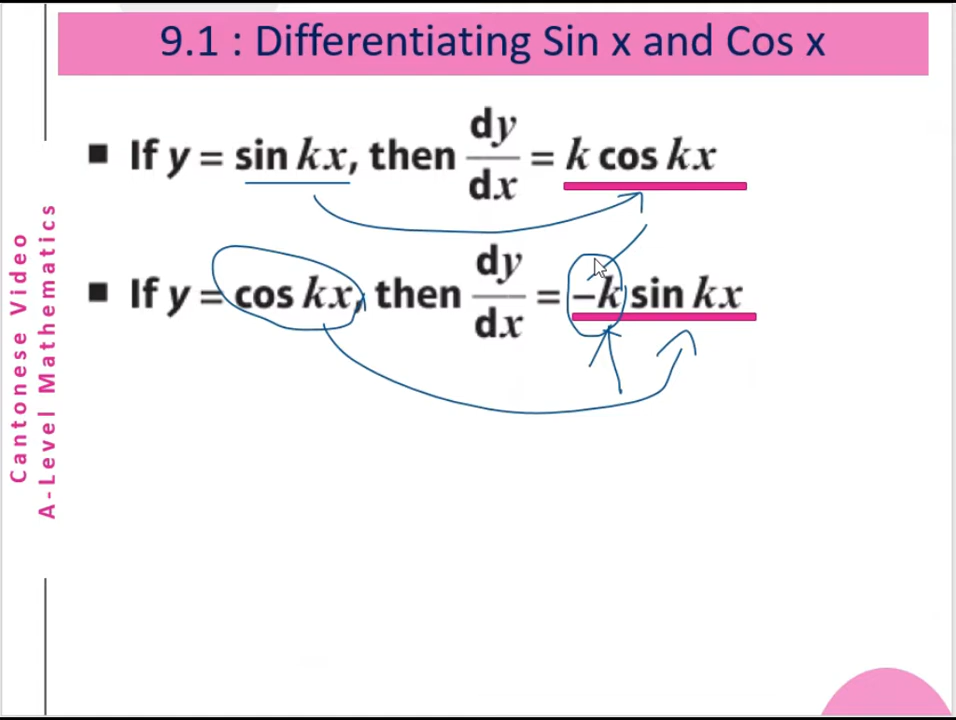 9.1 : Differentiating Sin x and Cos x
■ If y = sin kx, then dy/dx = k cos kx
■ If y = cos kx, then dy/dx = −k sin kx
Cantonese Video
A-Level Mathematics